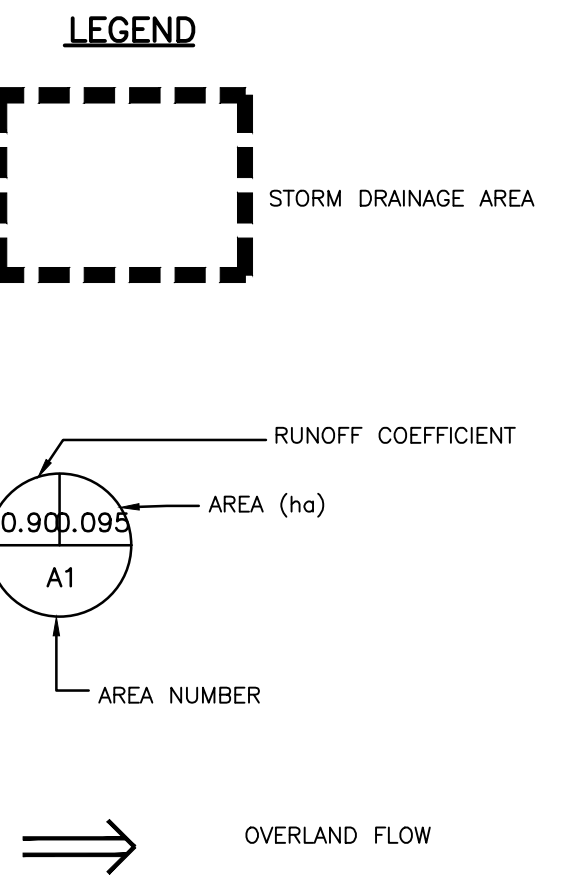 LEGEND
STORM DRAINAGE AREA
RUNOFF COEFFICIENT
AREA (ha)
0.90 0.095
A1
AREA NUMBER
OVERLAND FLOW